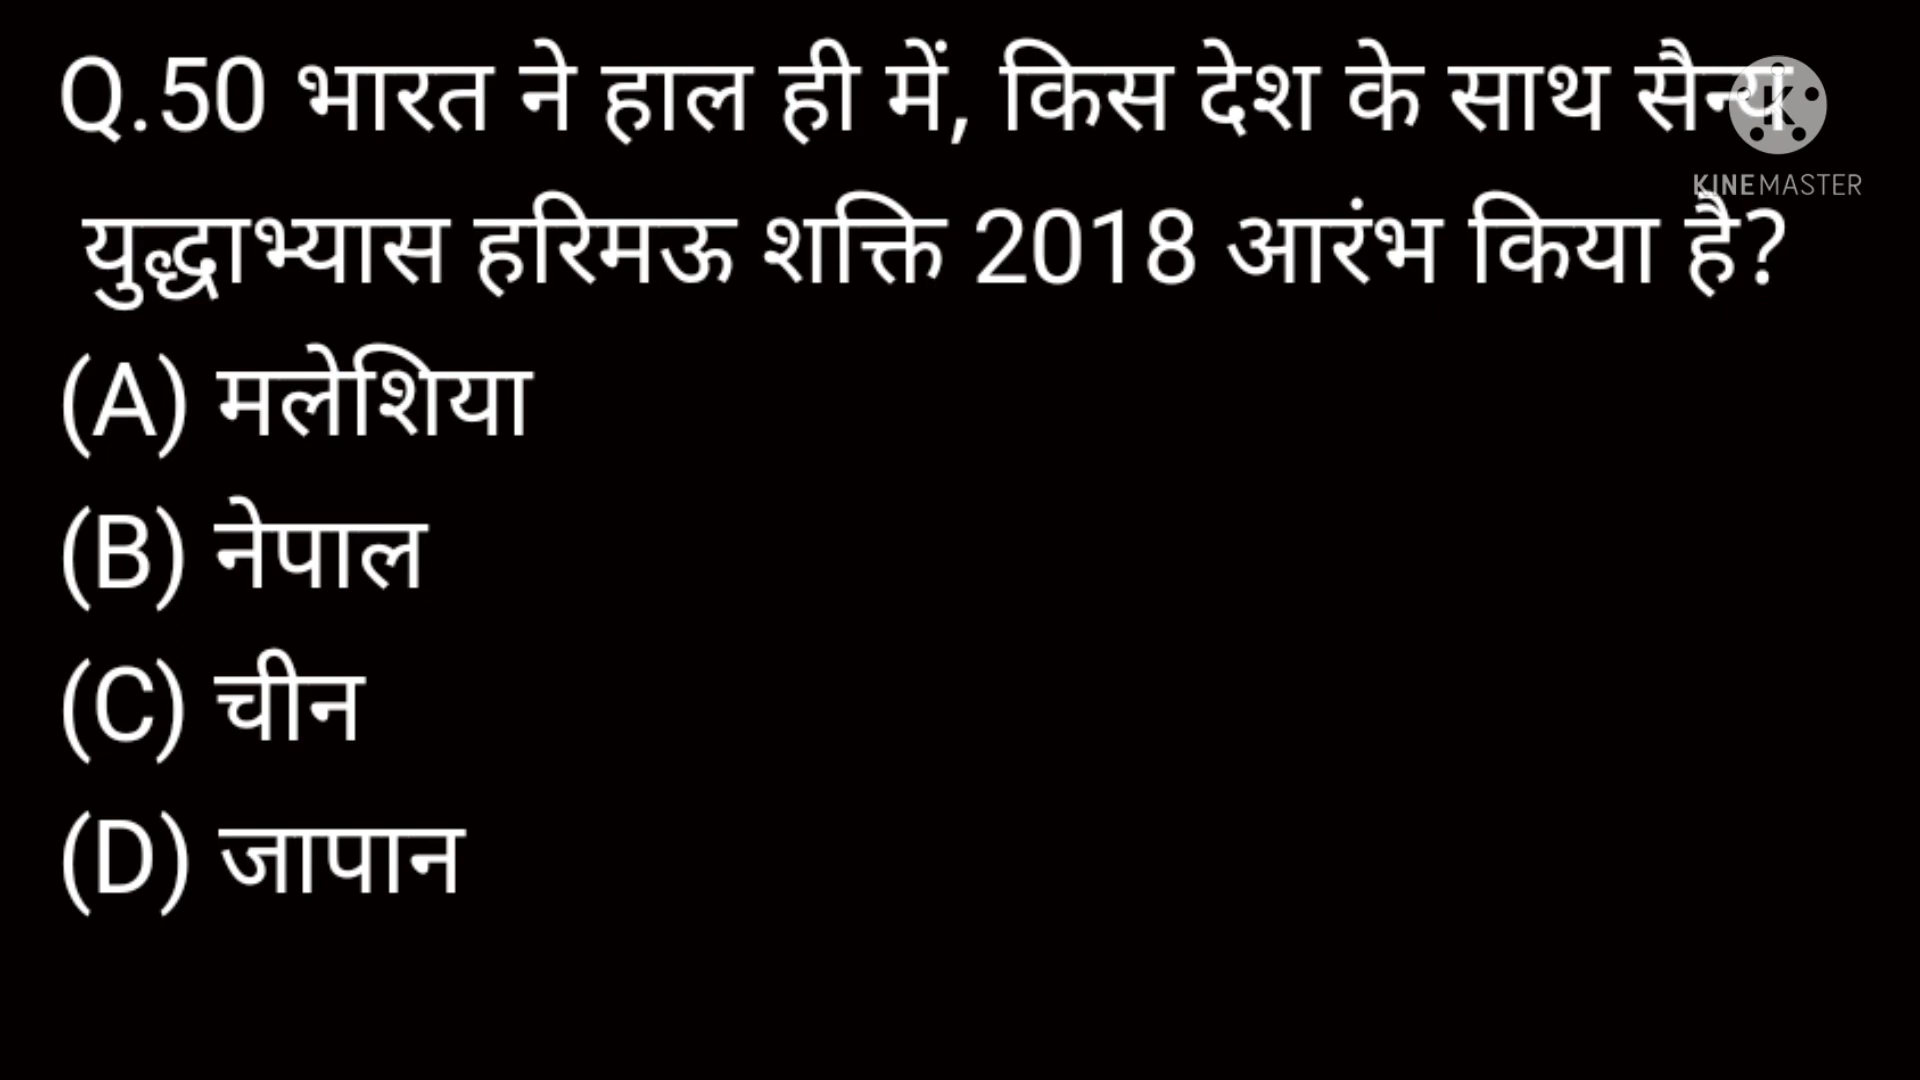 Q.50 भारत ने हाल ही में, किस देश के साथ सैन्य
KINEMASTER
युद्धाभ्यास हरिमऊ शक्ति 2018 आरंभ किया है?
(A) मलेशिया
(B) नेपाल
(C) चीन
(D) जापान